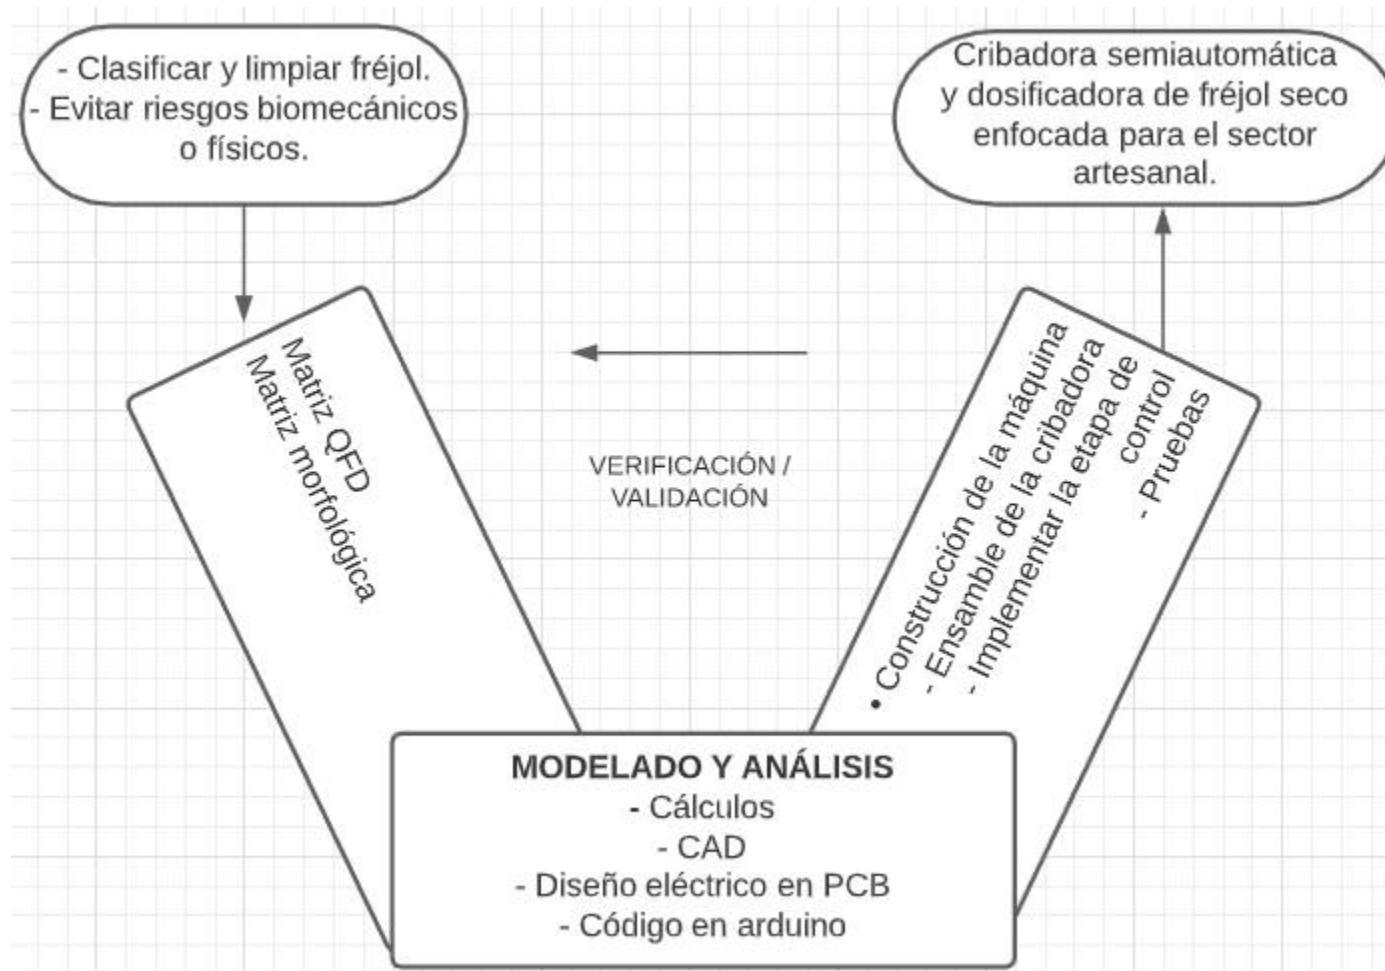 - Clasificar y limpiar fréjol.
- Evitar riesgos biomecánicos
o físicos.
Cribadora semiautomática
y dosificadora de fréjol seco
enfocada para el sector
artesanal.
Matriz QFD
Matriz morfológica
VERIFICACIÓN /
VALIDACIÓN
• Construcción de la máquina
- Ensamble de la cribadora
- Implementar la etapa de
control
- Pruebas
MODELADO Y ANÁLISIS
- Cálculos
- CAD
- Diseño eléctrico en PCB
- Código en arduino